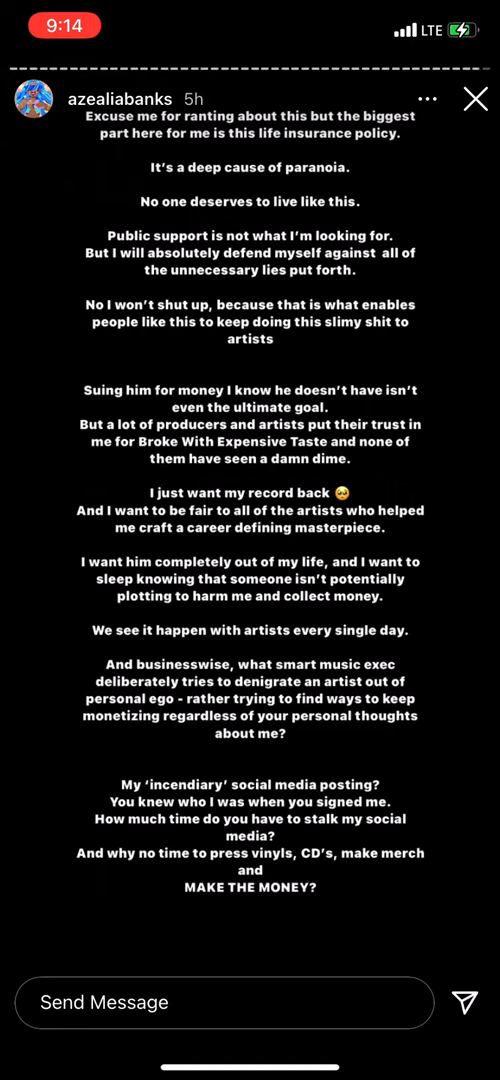 9:14
LTE
azealiabanks 5h
Excuse me for ranting about this but the biggest
part here for me is this life insurance policy.
It's a deep cause of paranoia.
No one deserves to live like this.
Public support is not what I'm looking for.
But I will absolutely defend myself against all of
the unnecessary lies put forth.
No I won't shut up, because that is what enables
people like this to keep doing this slimy shit to
artists
Suing him for money I know he doesn't have isn't
even the ultimate goal.
But a lot of producers and artists put their trust in
me for Broke With Expensive Taste and none of
them have seen a damn dime.
I just want my record back 🥺
And I want to be fair to all of the artists who helped
me craft a career defining masterpiece.
I want him completely out of my life, and I want to
sleep knowing that someone isn't potentially
plotting to harm me and collect money.
We see it happen with artists every single day.
And businesswise, what smart music exec
deliberately tries to denigrate an artist out of
personal ego - rather trying to find ways to keep
monetizing regardless of your personal thoughts
about me?
My ‘incendiary’ social media posting?
You knew who I was when you signed me.
How much time do you have to stalk my social
media?
And why no time to press vinyls, CD's, make merch
and
MAKE THE MONEY?
Send Message